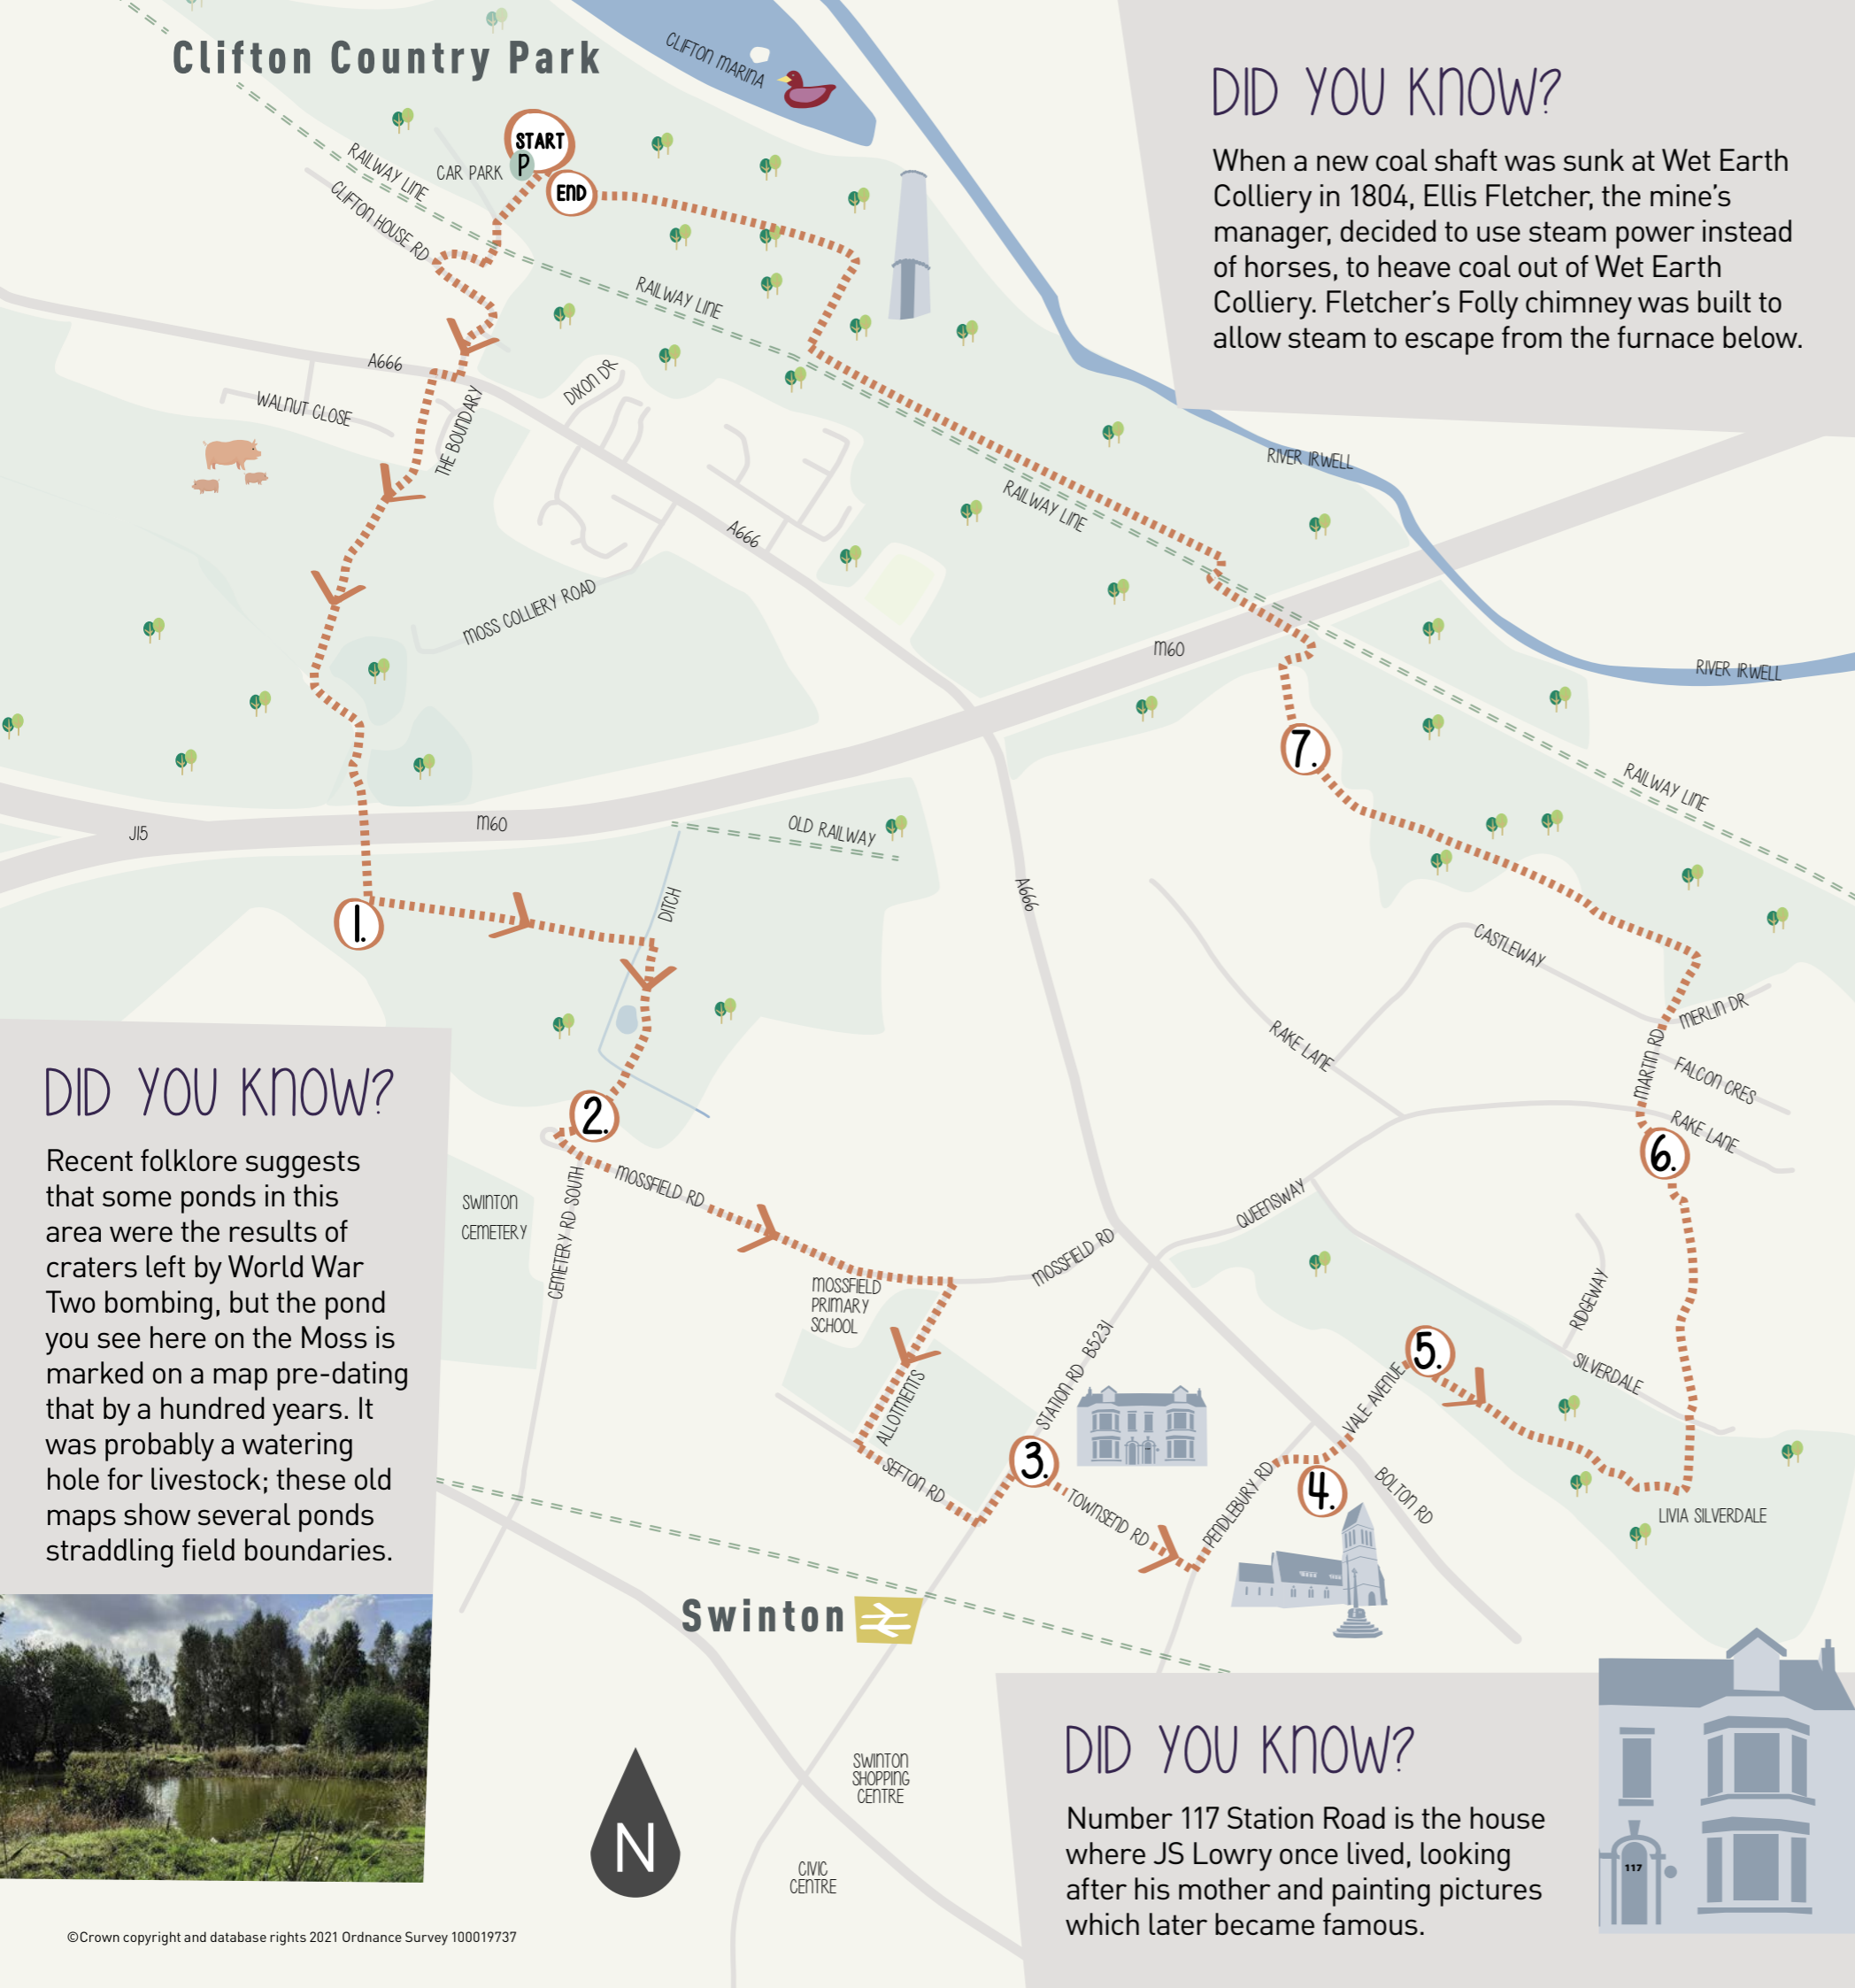 Clifton Country Park
CLIFTON MARINA
START
P
CAR PARK
END
RAILWAY LINE
CLIFTON HOUSE RD
RAILWAY LINE
A666
WALNUT CLOSE
THE BOUNDARY
DIXON DR
A666
MOSS COLLIERY ROAD
RAILWAY LINE
RIVER IRWELL
M60
RIVER IRWELL
RAILWAY LINE
DID YOU KNOW?
When a new coal shaft was sunk at Wet Earth
Colliery in 1804, Ellis Fletcher, the mine's
manager, decided to use steam power instead
of horses, to heave coal out of Wet Earth
Colliery. Fletcher's Folly chimney was built to
allow steam to escape from the furnace below.
7.
J15
M60
OLD RAILWAY
DITCH
A666
1.
CASTLEWAY
MERLIN DR
RAKE LANE
MARTIN RD
FALCON CRES
RAKE LANE
6.
2.
MOSSFIELD RD
SWINTON
CEMETERY
CEMETERY RD SOUTH
QUEENSWAY
MOSSFIELD RD
MOSSFIELD
PRIMARY
SCHOOL
RIDGEWAY
SILVERDALE
STATION RD B5231
5.
VALE AVENUE
ALLOTMENTS
SEFTON RD
3.
TOWNSEND RD
PENDLEBURY RD
4.
BOLTON RD
LIVIA SILVERDALE
DID YOU KNOW?
Recent folklore suggests
that some ponds in this
area were the results of
craters left by World War
Two bombing, but the pond
you see here on the Moss is
marked on a map pre-dating
that by a hundred years. It
was probably a watering
hole for livestock; these old
maps show several ponds
straddling field boundaries.
Swinton
N
SWINTON
SHOPPING
CENTRE
CIVIC
CENTRE
DID YOU KNOW?
Number 117 Station Road is the house
where JS Lowry once lived, looking
after his mother and painting pictures
which later became famous.
117
©Crown copyright and database rights 2021 Ordnance Survey 100019737